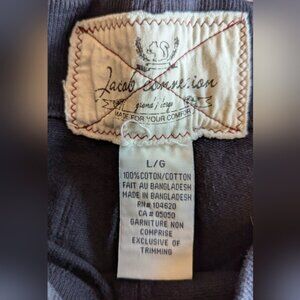 Jacob Connexion
MADE FOR YOUR COMFORT
L/G
100%COTON/COTTON
FAIT AU BANGLADESH
MADE IN BANGLADESH
RN# 104620
CA # 05050
GARNITURE NON
COMPRISE
EXCLUSIVE OF
TRIMMING